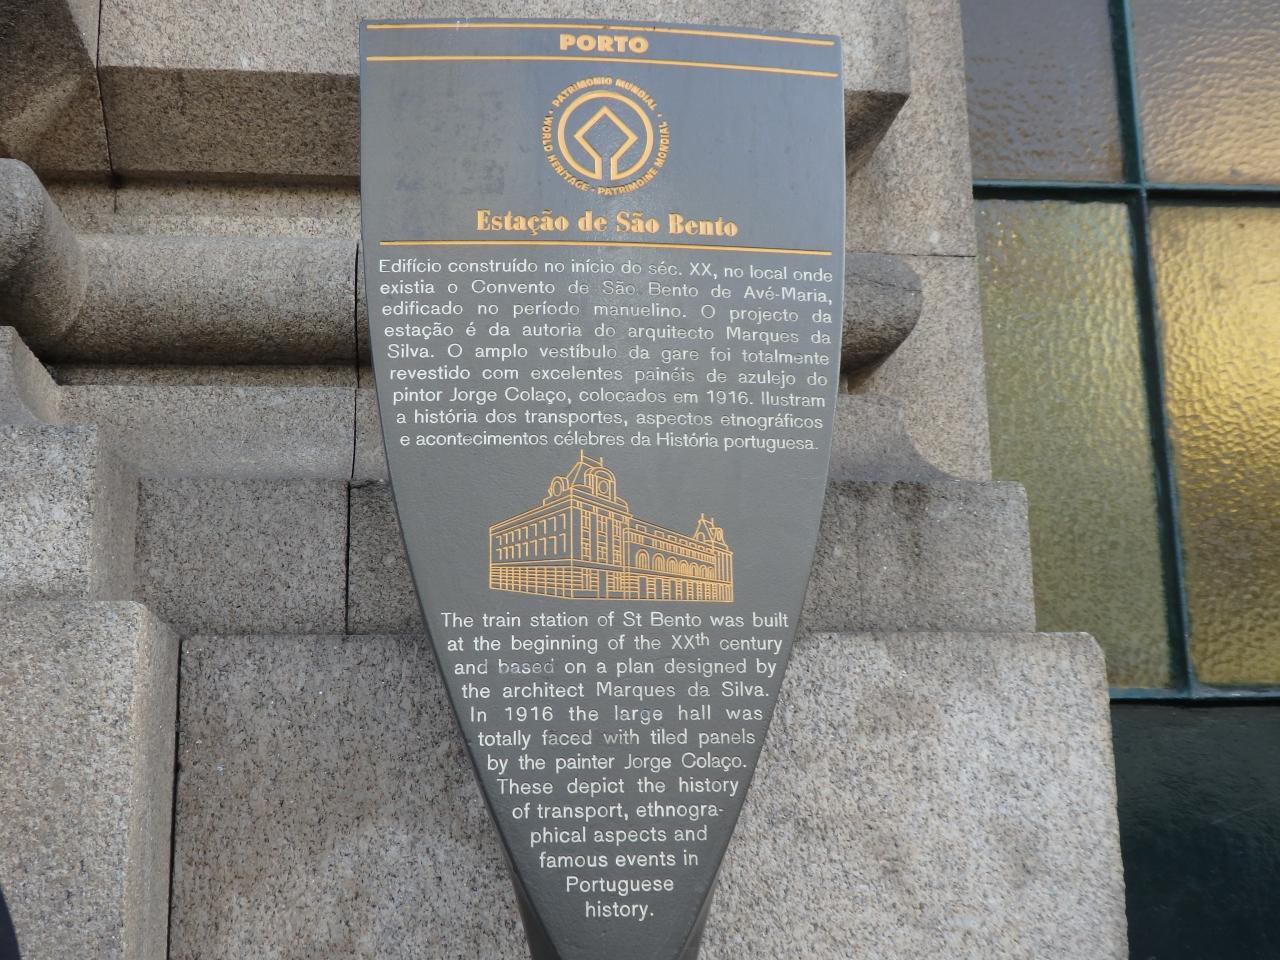 PORTO
PATRIMONIO MUNDIAL • WORLD HERITAGE • PATRIMOINE MONDIAL •
Estação de São Bento
Edifício construído no início do séc. XX, no local onde
existia o Convento de São Bento de Avé-Maria,
edificado no período manuelino. O projecto da
estação é da autoria do arquitecto Marques da
Silva. O amplo vestíbulo da gare foi totalmente
revestido com excelentes painéis de azulejo do
pintor Jorge Colaço, colocados em 1916. Ilustram
a história dos transportes, aspectos etnográficos
e acontecimentos célebres da História portuguesa.
The train station of St Bento was built
at the beginning of the XXth century
and based on a plan designed by
the architect Marques da Silva.
In 1916 the large hall was
totally faced with tiled panels
by the painter Jorge Colaço.
These depict the history
of transport, ethnogra-
phical aspects and
famous events in
Portuguese
history.